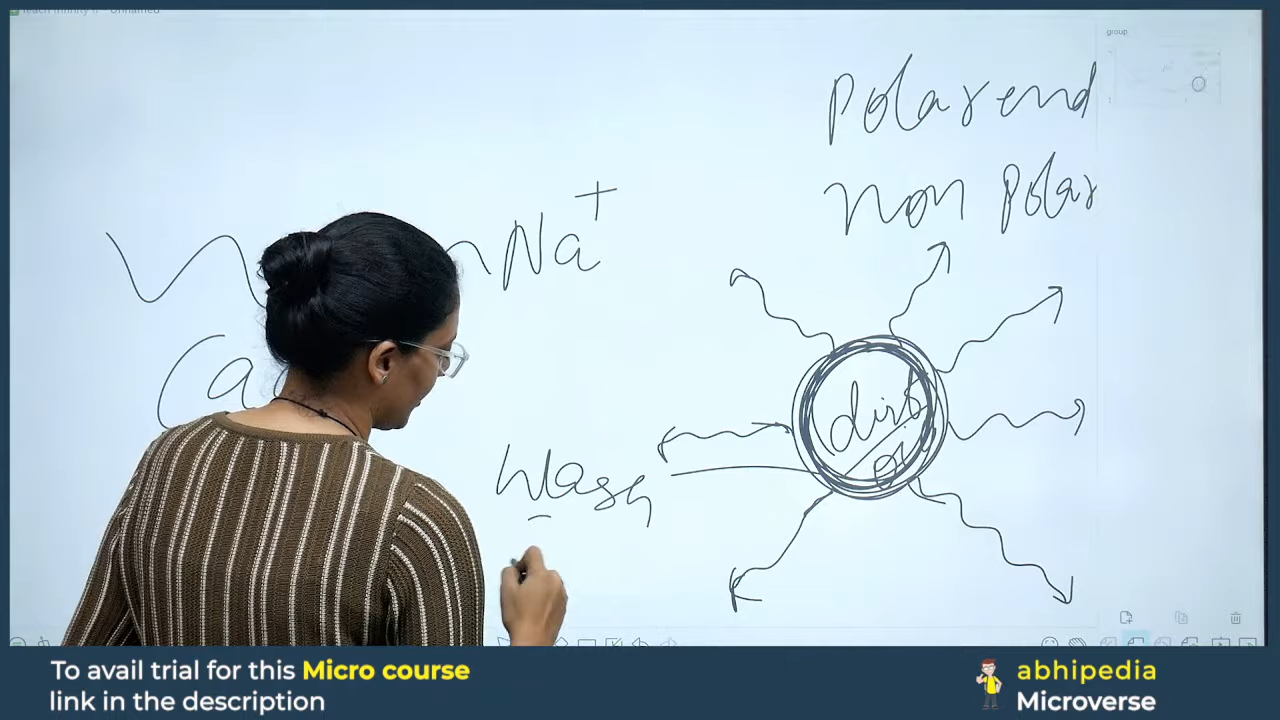 group
Polar end
non Polar
Na+
dirt
Wash
To avail trial for this Micro course
link in the description
abhipedia
Microverse